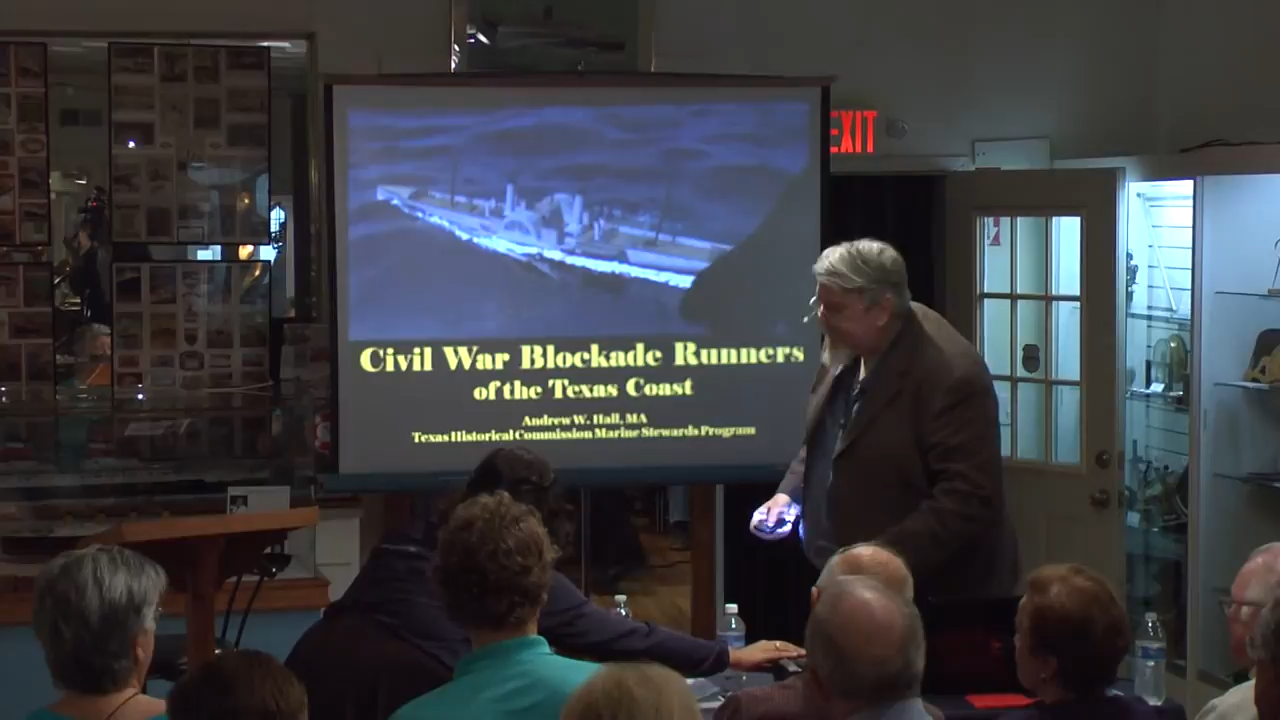 EXIT
Civil War Blockade Runners
of the Texas Coast
Andrew W. Hall, MA
Texas Historical Commission Marine Stewards Program